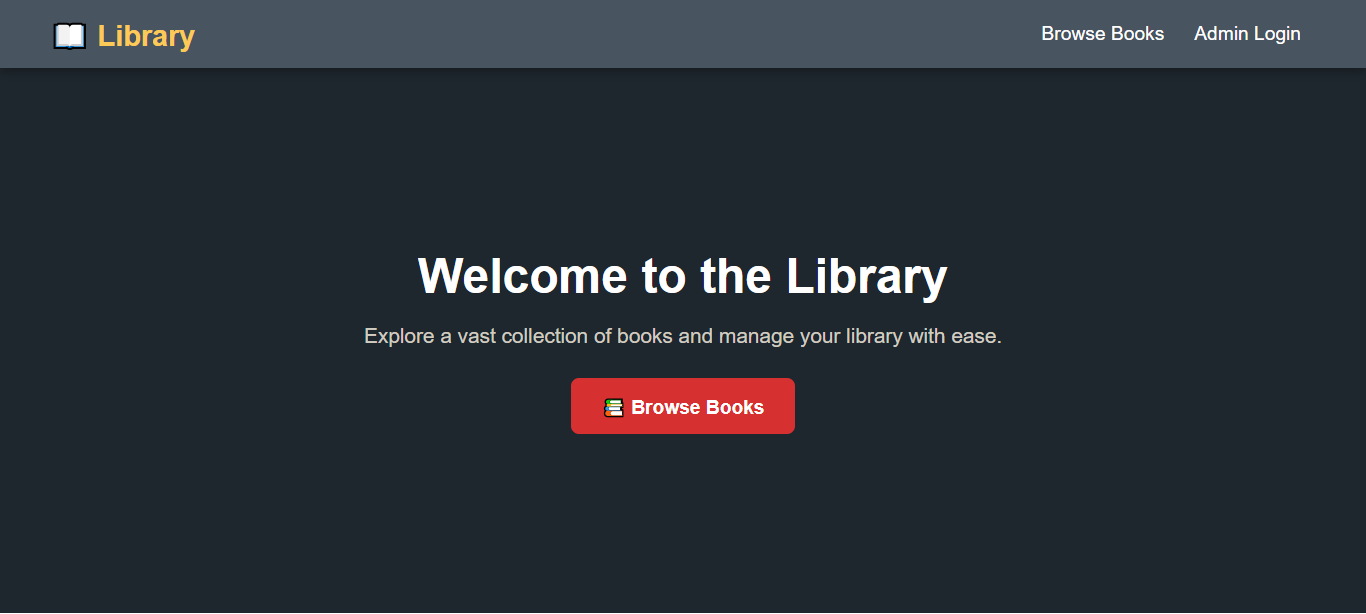 📖 Library
Browse Books
Admin Login
Welcome to the Library
Explore a vast collection of books and manage your library with ease.
📚 Browse Books